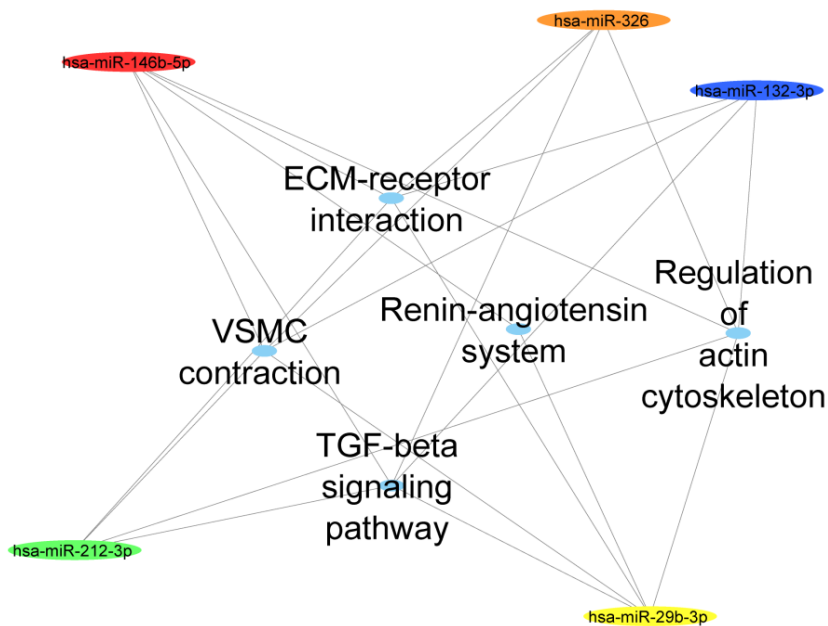 hsa-miR-326
hsa-miR-146b-5p
hsa-miR-132-3p
ECM-receptor
interaction
Regulation
of
actin
cytoskeleton
Renin-angiotensin
system
VSMC
contraction
TGF-beta
signaling
pathway
hsa-miR-212-3p
hsa-miR-29b-3p